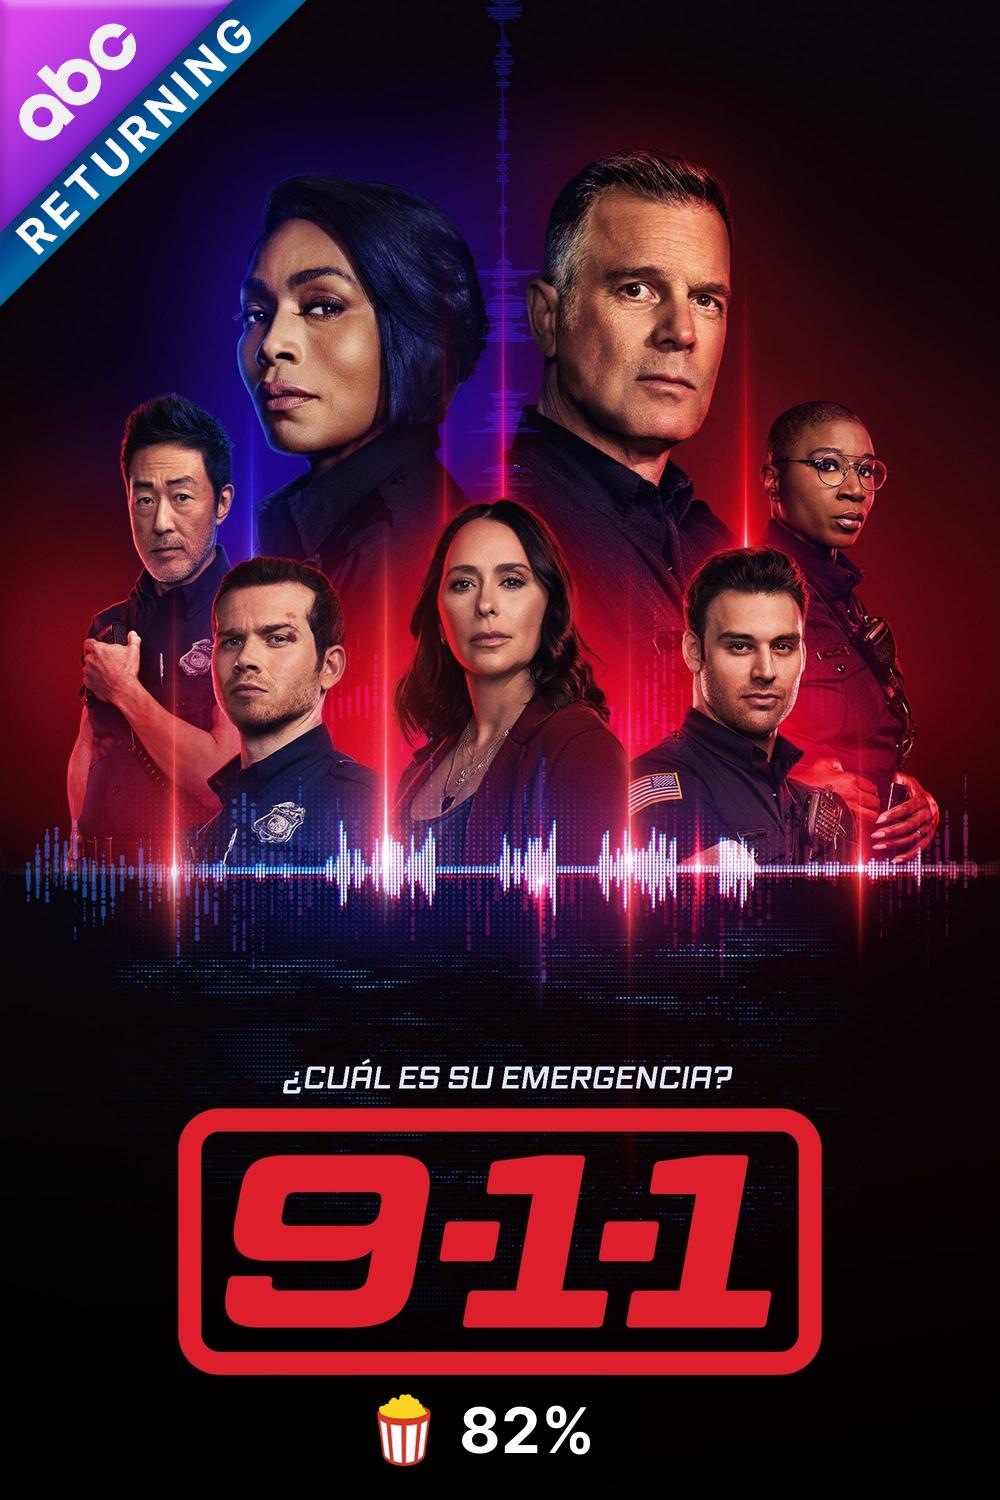 abc
RETURNING
¿CUÁL ES SU EMERGENCIA?
9-1-1
82%